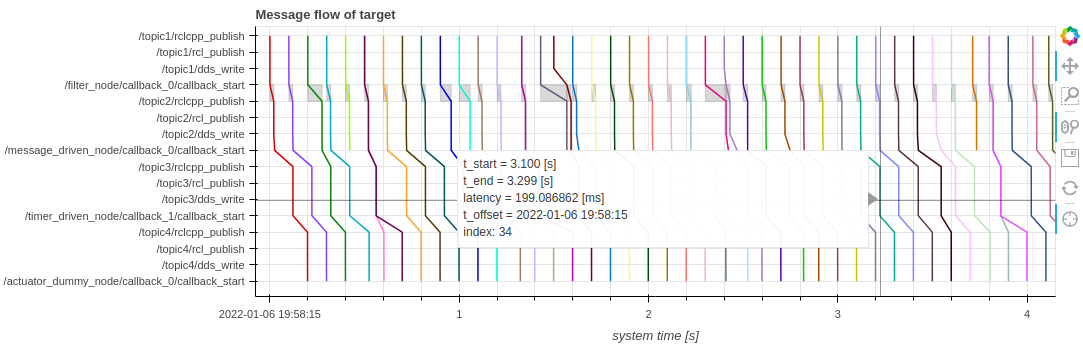 Message flow of target
/topic1/rclcpp_publish
/topic1/rcl_publish
/topic1/dds_write
/filter_node/callback_0/callback_start
/topic2/rclcpp_publish
/topic2/rcl_publish
/topic2/dds_write
/message_driven_node/callback_0/callback_start
/topic3/rclcpp_publish
/topic3/rcl_publish
/topic3/dds_write
/timer_driven_node/callback_1/callback_start
/topic4/rclcpp_publish
/topic4/rcl_publish
/topic4/dds_write
/actuator_dummy_node/callback_0/callback_start
t_start = 3.100 [s]
t_end = 3.299 [s]
latency = 199.086862 [ms]
t_offset = 2022-01-06 19:58:15
index: 34
2022-01-06 19:58:15 1 2 3 4
system time [s]